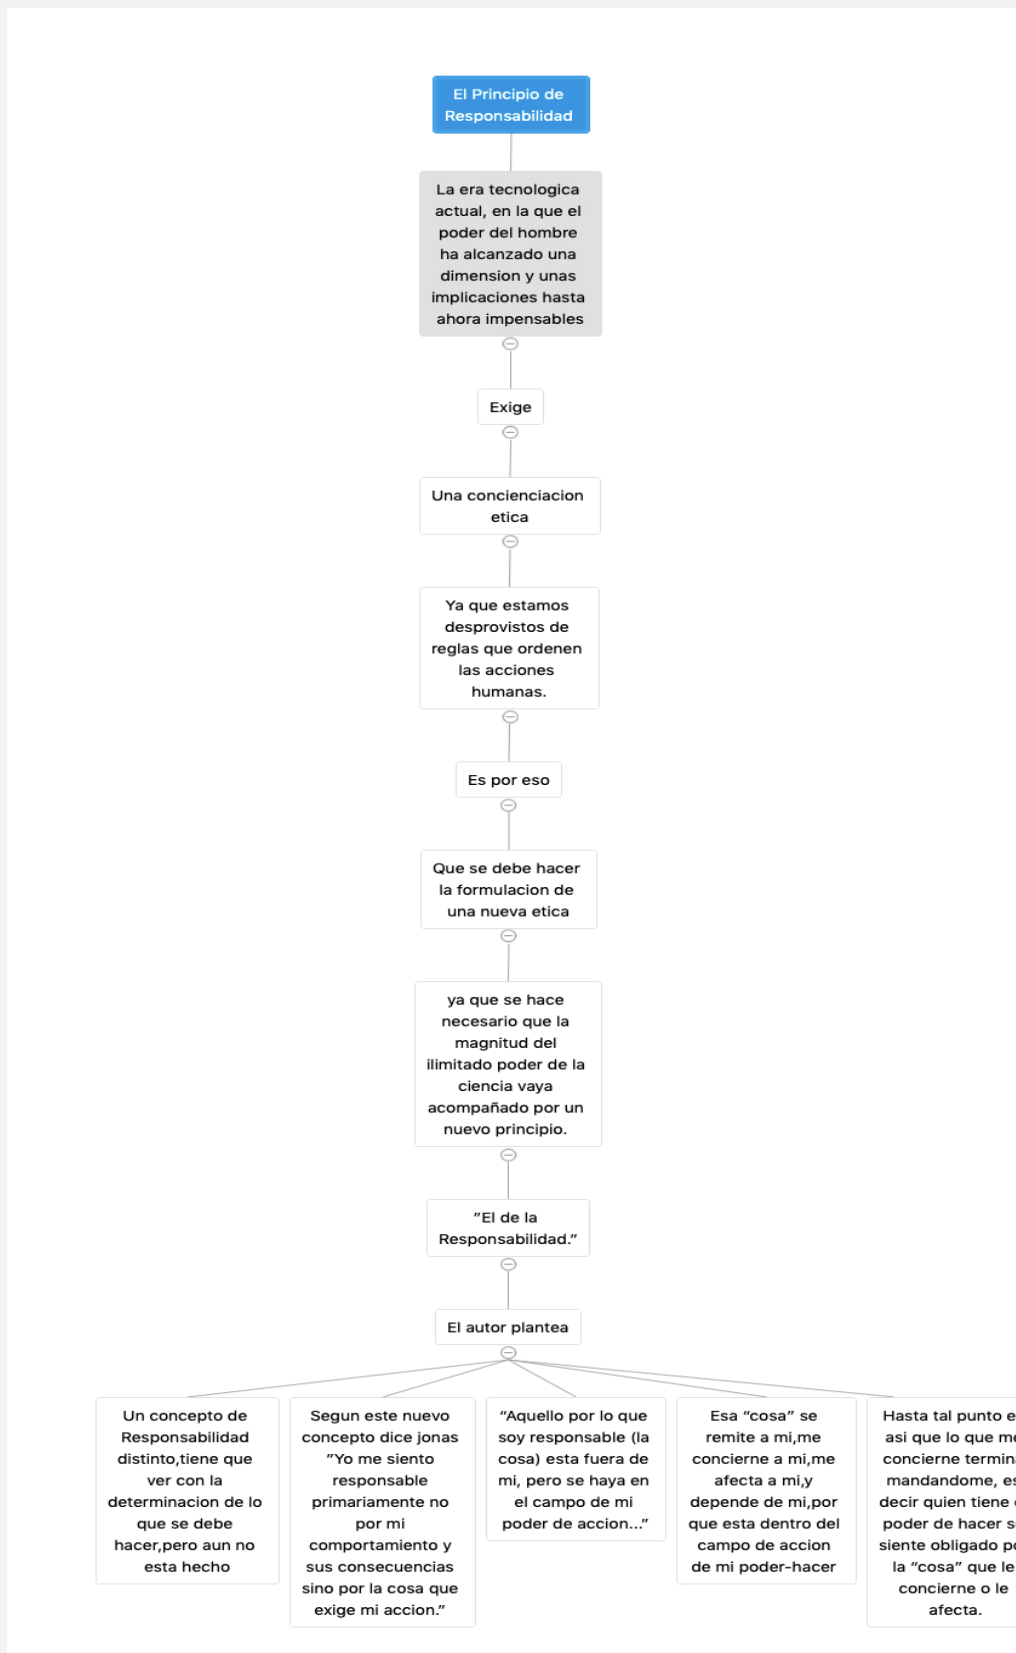 El Principio de
Responsabilidad
La era tecnologica
actual, en la que el
poder del hombre
ha alcanzado una
dimension y unas
implicaciones hasta
ahora impensables
Exige
Una concienciacion
etica
Ya que estamos
desprovistos de
reglas que ordenen
las acciones
humanas.
Es por eso
Que se debe hacer
la formulacion de
una nueva etica
ya que se hace
necesario que la
magnitud del
ilimitado poder de la
ciencia vaya
acompañado por un
nuevo principio.
"El de la
Responsabilidad."
El autor plantea
Un concepto de
Responsabilidad
distinto,tiene que
ver con la
determinacion de lo
que se debe
hacer,pero aun no
esta hecho
Segun este nuevo
concepto dice jonas
"Yo me siento
responsable
primariamente no
por mi
comportamiento y
sus consecuencias
sino por la cosa que
exige mi accion."
"Aquello por lo que
soy responsable (la
cosa) esta fuera de
mi, pero se haya en
el campo de mi
poder de accion..."
Esa "cosa" se
remite a mi,me
concierne a mi,me
afecta a mi,y
depende de mi,por
que esta dentro del
campo de accion
de mi poder-hacer
Hasta tal punto
asi que lo que
concierne
mandandome,
decir quien tiene
poder de hacer
siente obligado
la "cosa" que le
concierne o le
afecta.